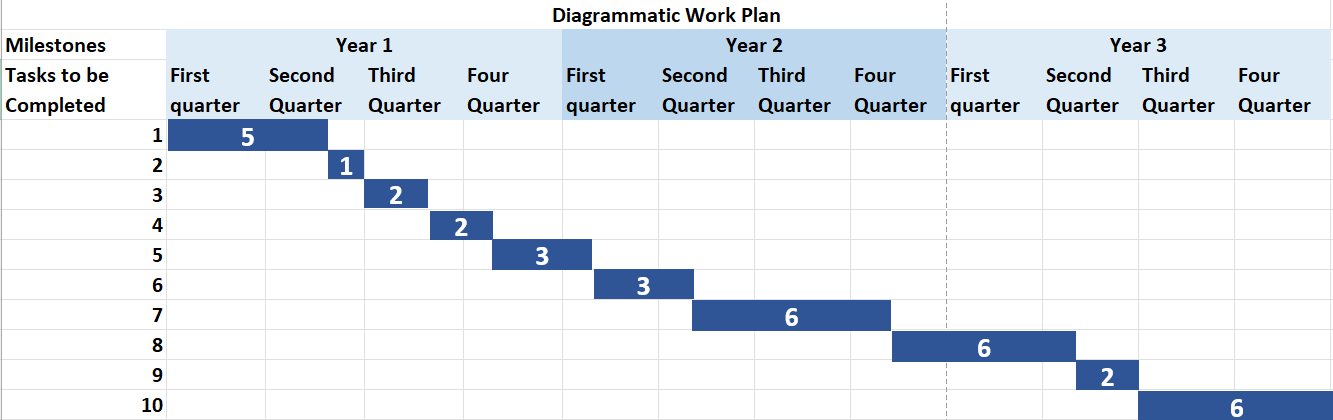 Diagrammatic Work Plan
Milestones Year 1 Year 2 Year 3
Tasks to be First Second Third Four First Second Third Four First Second Third Four
Completed quarter Quarter Quarter Quarter quarter Quarter Quarter Quarter quarter Quarter Quarter Quarter
1 5
2 1
3 2
4 2
5 3
6 3
7 6
8 6
9 2
10 6